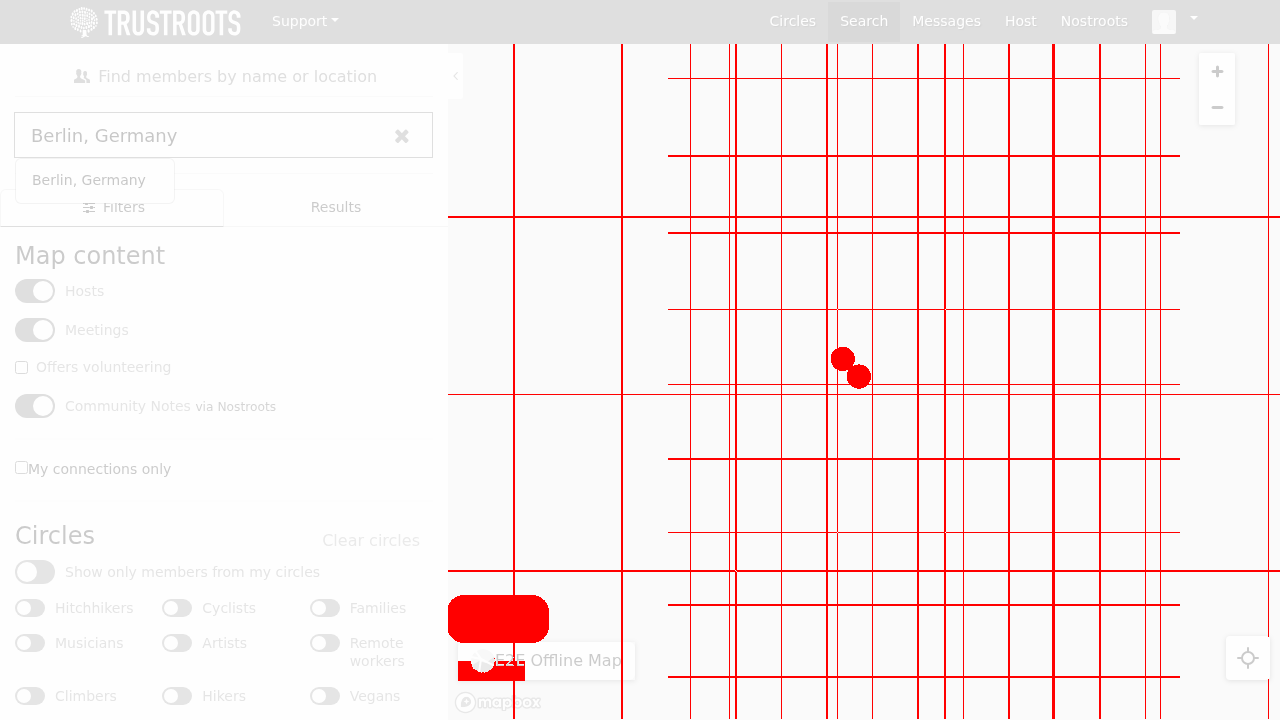 TRUSTROOTS
Support
Circles
Search
Messages
Host
Nostroots
Find members by name or location
Berlin, Germany
Berlin, Germany
Filters
Results
Map content
Hosts
Meetings
Offers volunteering
Community Notes via Nostroots
My connections only
Circles
Clear circles
Show only members from my circles
Hitchhikers
Cyclists
Families
Musicians
Artists
Remote
workers
Climbers
Hikers
Vegans
E2E Offline Map
mapbox